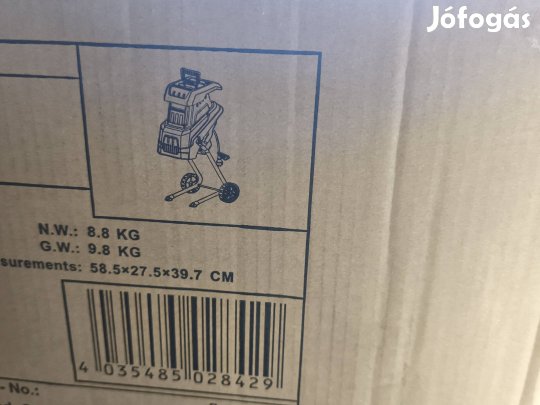 Jófogás
N.W.: 8.8 KG
G.W.: 9.8 KG
surements: 58.5×27.5×39.7 CM
4 035485 028429
- No.: